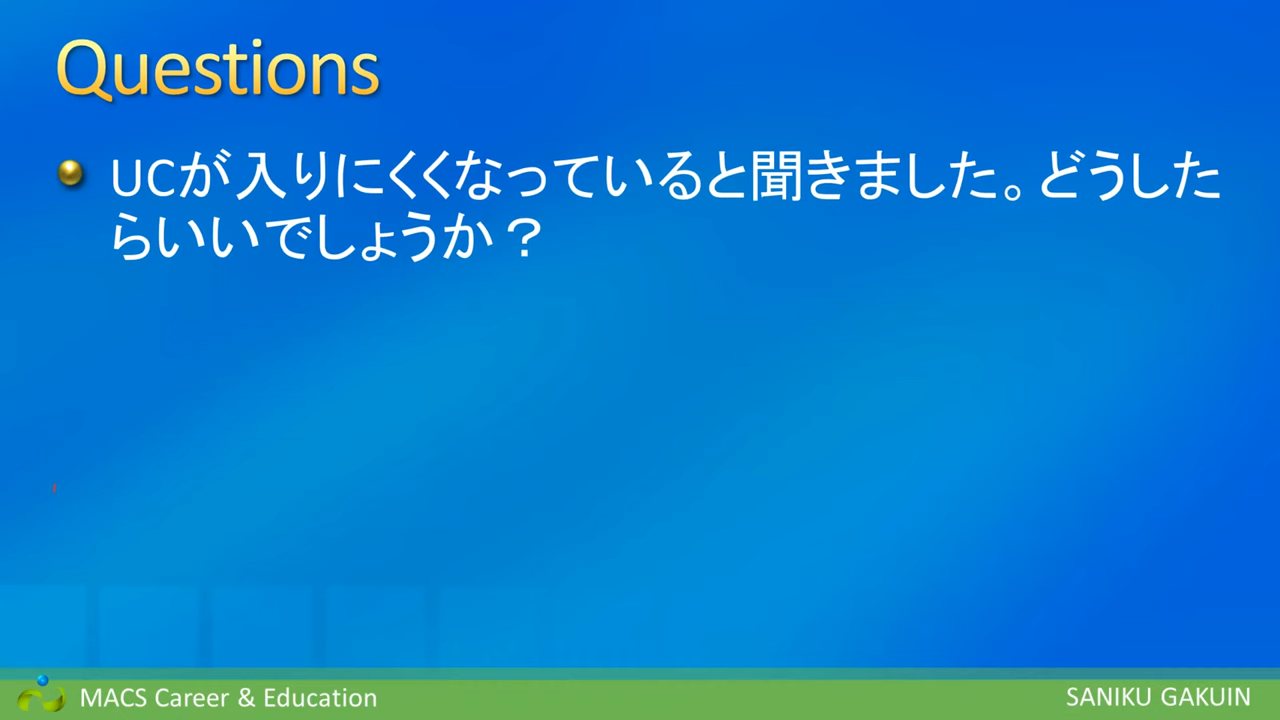 Questions
UCが入りにくくなっていると聞きました。どうした
らいいでしょうか？
MACS Career & Education
SANIKU GAKUIN